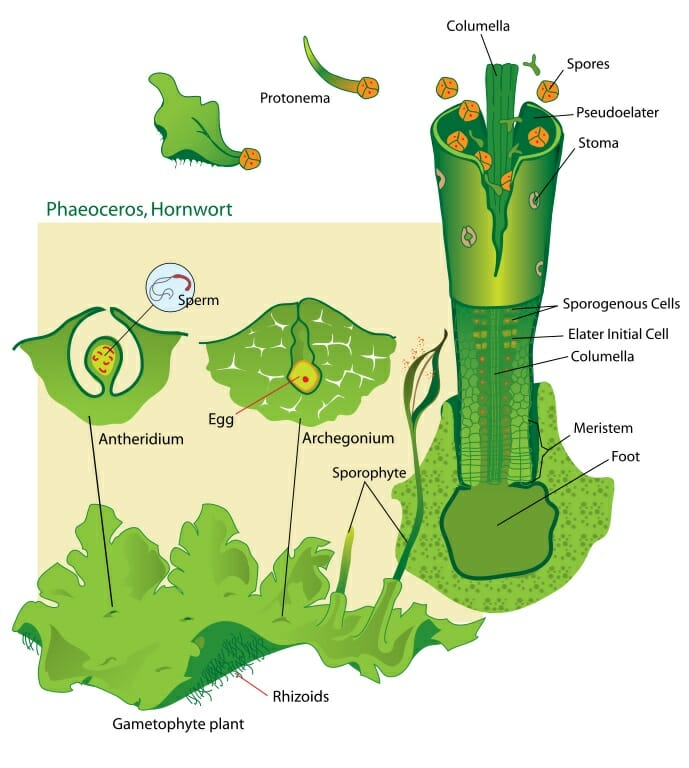 Columella
Spores
Protonema
Pseudoelater
Stoma
Phaeoceros, Hornwort
Sperm
Sporogenous Cells
Elater Initial Cell
Columella
Egg
Antheridium
Archegonium
Meristem
Foot
Sporophyte
Rhizoids
Gametophyte plant